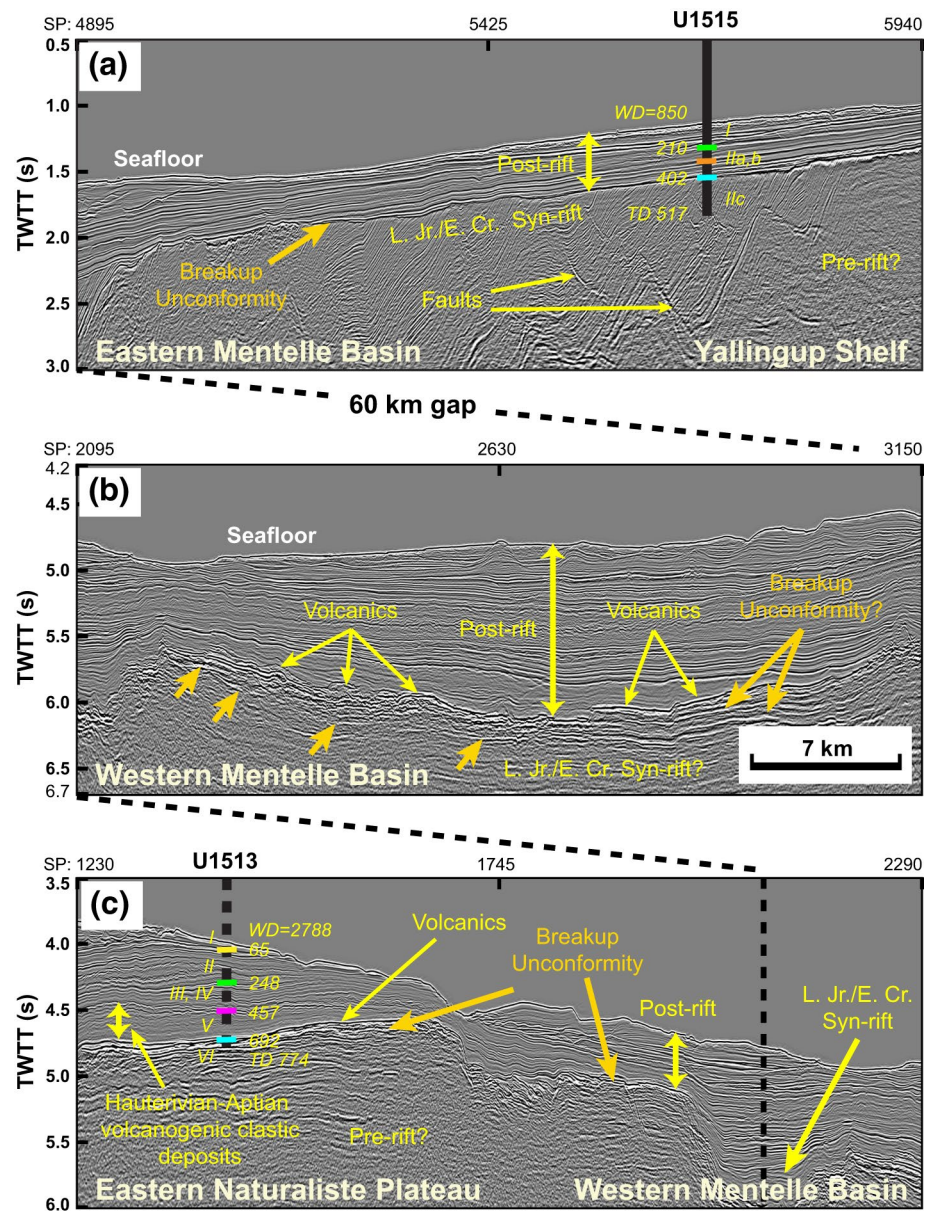 SP: 4895 5425 U1515 5940
0.5
(a)
1.0
WD=850
I
Seafloor
Post-rift
210
IIa,b
1.5
402
IIc
TWTT (s)
TD 517
2.0
L. Jr./E. Cr. Syn-rift
Breakup
Unconformity
Pre-rift?
2.5
Faults
Eastern Mentelle Basin
Yallingup Shelf
3.0
60 km gap
SP: 2095 2630 3150
4.2
(b)
4.5
Seafloor
5.0
TWTT (s)
Volcanics
Post-rift
Volcanics
Breakup
Unconformity?
5.5
6.0
7 km
Western Mentelle Basin
L. Jr./E. Cr. Syn-rift?
6.5
6.7
SP: 1230 U1513 1745 2290
3.5
(c)
WD=2788
Volcanics
Breakup
Unconformity
4.0
I
65
II
248
III, IV
4.5
457
V
Post-rift
L. Jr./E. Cr.
Syn-rift
TWTT (s)
692
VI
TD 774
5.0
Hauterivian-Aptian
volcanogenic clastic
deposits
Pre-rift?
5.5
Eastern Naturaliste Plateau
Western Mentelle Basin
6.0